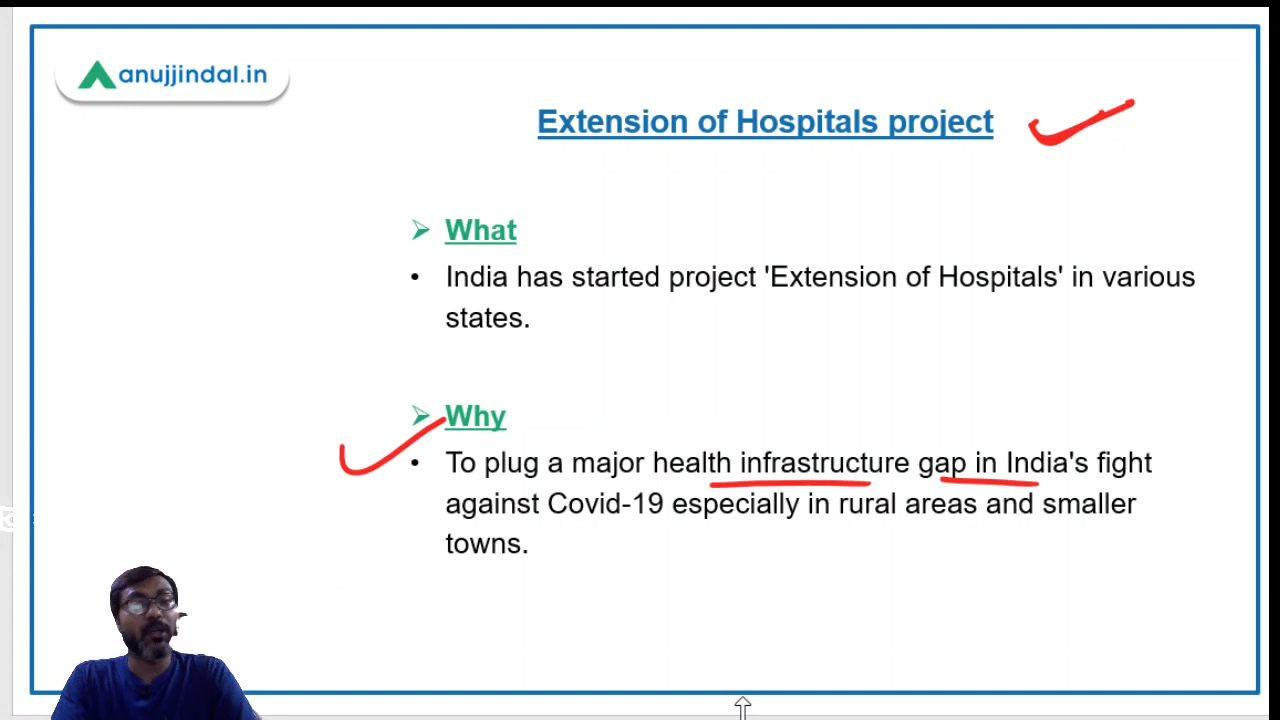 anujjindal.in
Extension of Hospitals project
➢ What
• India has started project 'Extension of Hospitals' in various
states.
➢ Why
• To plug a major health infrastructure gap in India's fight
against Covid-19 especially in rural areas and smaller
towns.